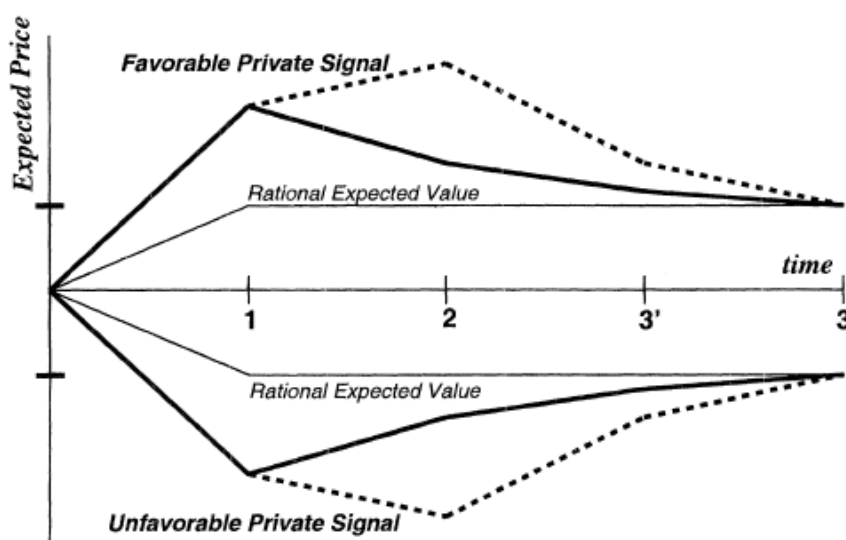 Expected Price
Favorable Private Signal
Rational Expected Value
time
1 2 3' 3
Rational Expected Value
Unfavorable Private Signal